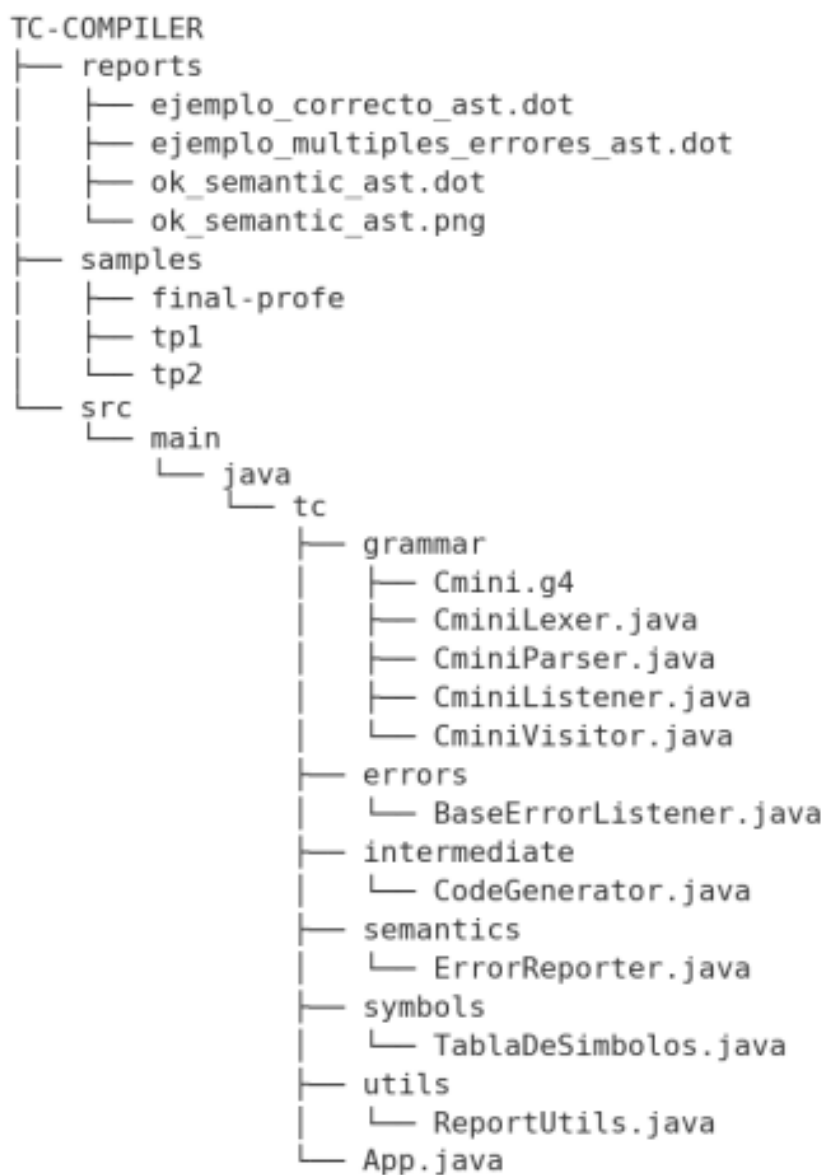 TC-COMPILER
├── reports
│   ├── ejemplo_correcto_ast.dot
│   ├── ejemplo_multiples_errores_ast.dot
│   ├── ok_semantic_ast.dot
│   └── ok_semantic_ast.png
├── samples
│   ├── final-profe
│   ├── tp1
│   └── tp2
└── src
    └── main
        └── java
            └── tc
                ├── grammar
                │   ├── Cmini.g4
                │   ├── CminiLexer.java
                │   ├── CminiParser.java
                │   ├── CminiListener.java
                │   └── CminiVisitor.java
                ├── errors
                │   └── BaseErrorListener.java
                ├── intermediate
                │   └── CodeGenerator.java
                ├── semantics
                │   └── ErrorReporter.java
                ├── symbols
                │   └── TablaDeSimbolos.java
                ├── utils
                │   └── ReportUtils.java
                └── App.java